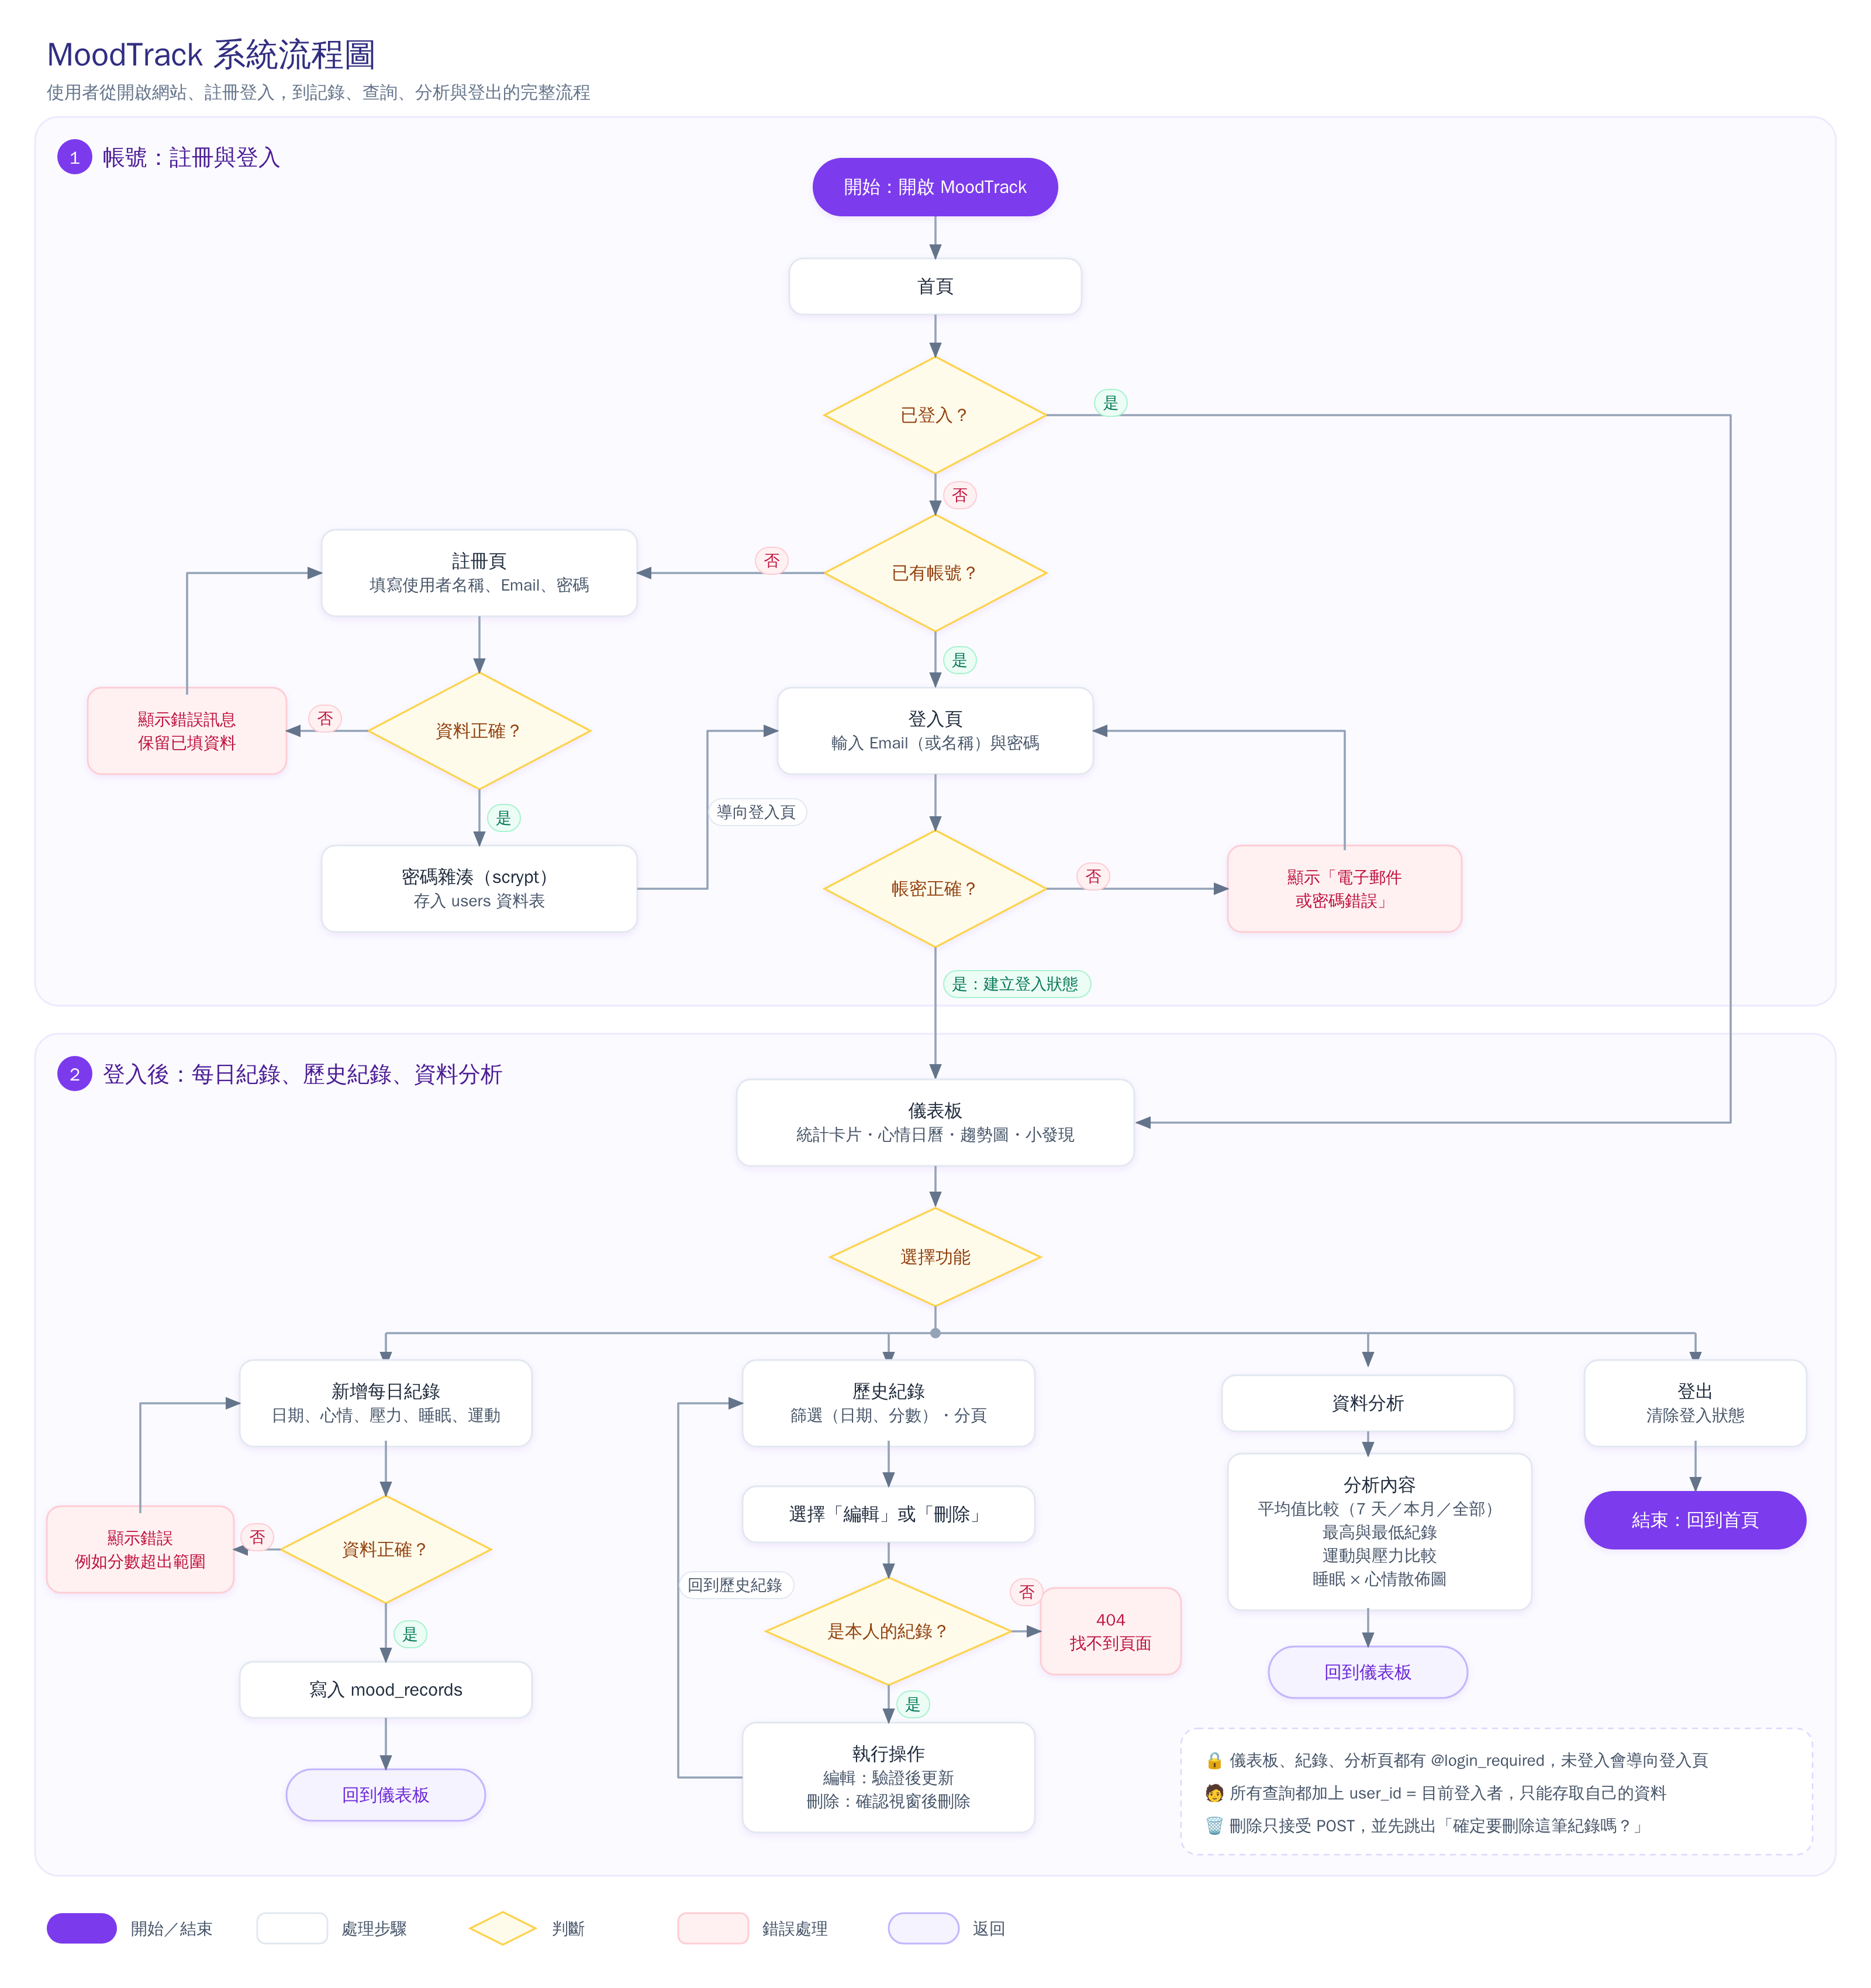 MoodTrack 系統流程圖
使用者從開啟網站、註冊登入，到記錄、查詢、分析與登出的完整流程
1 帳號：註冊與登入
開始：開啟 MoodTrack
首頁
已登入？
是
否
已有帳號？
否
是
註冊頁
填寫使用者名稱、Email、密碼
資料正確？
否
顯示錯誤訊息
保留已填資料
是
密碼雜湊（scrypt）
存入 users 資料表
導向登入頁
登入頁
輸入 Email（或名稱）與密碼
帳密正確？
否
顯示「電子郵件
或密碼錯誤」
是：建立登入狀態
2 登入後：每日紀錄、歷史紀錄、資料分析
儀表板
統計卡片・心情日曆・趨勢圖・小發現
選擇功能
新增每日紀錄
日期、心情、壓力、睡眠、運動
資料正確？
否
顯示錯誤
例如分數超出範圍
是
寫入 mood_records
回到儀表板
歷史紀錄
篩選（日期、分數）・分頁
選擇「編輯」或「刪除」
是本人的紀錄？
否
404
找不到頁面
是
執行操作
編輯：驗證後更新
刪除：確認視窗後刪除
回到歷史紀錄
資料分析
分析內容
平均值比較（7 天／本月／全部）
最高與最低紀錄
運動與壓力比較
睡眠 × 心情散佈圖
回到儀表板
登出
清除登入狀態
結束：回到首頁
🔒 儀表板、紀錄、分析頁都有 @login_required，未登入會導向登入頁
🧑 所有查詢都加上 user_id = 目前登入者，只能存取自己的資料
🗑️ 刪除只接受 POST，並先跳出「確定要刪除這筆紀錄嗎？」
開始／結束
處理步驟
判斷
錯誤處理
返回